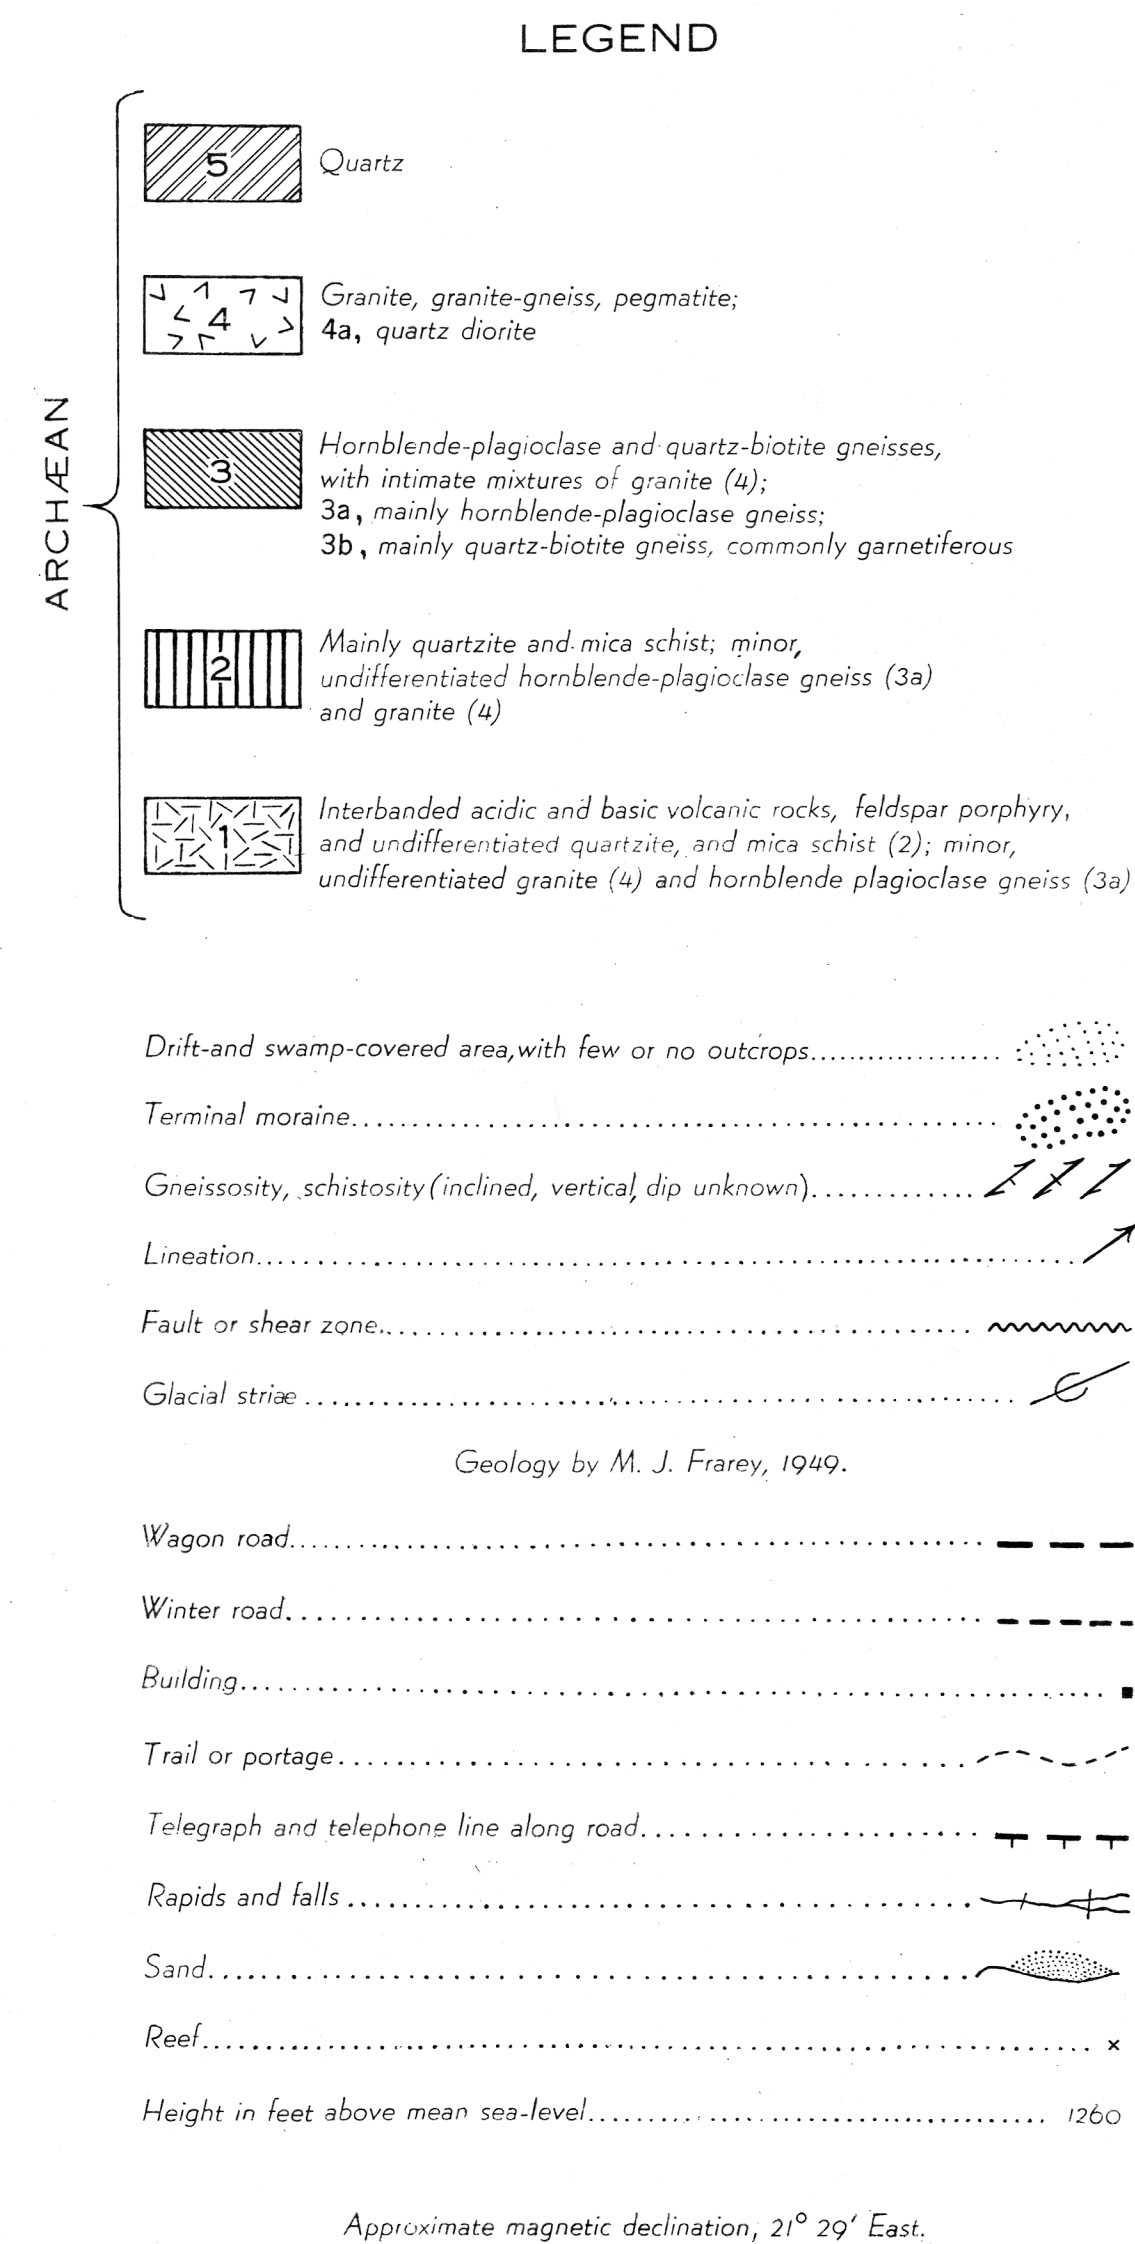 LEGEND
ARCHÆAN
5 Quartz
4 Granite, granite-gneiss, pegmatite;
4a, quartz diorite
3 Hornblende-plagioclase and quartz-biotite gneisses,
with intimate mixtures of granite (4);
3a, mainly hornblende-plagioclase gneiss;
3b, mainly quartz-biotite gneiss, commonly garnetiferous
2 Mainly quartzite and mica schist; minor,
undifferentiated hornblende-plagioclase gneiss (3a)
and granite (4)
1 Interbanded acidic and basic volcanic rocks, feldspar porphyry,
and undifferentiated quartzite, and mica schist (2); minor,
undifferentiated granite (4) and hornblende plagioclase gneiss (3a)
Drift-and swamp-covered area, with few or no outcrops
Terminal moraine
Gneissosity, schistosity (inclined, vertical, dip unknown)
Lineation
Fault or shear zone
Glacial striae
Geology by M. J. Frarey, 1949.
Wagon road
Winter road
Building
Trail or portage
Telegraph and telephone line along road
Rapids and falls
Sand
Reef
Height in feet above mean sea-level 1260
Approximate magnetic declination, 21° 29′ East.